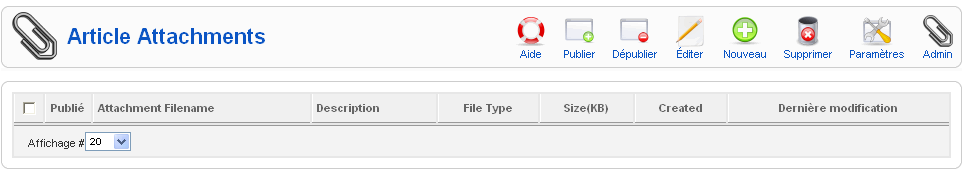 Article Attachments
Aide Publier Dépublier Éditer Nouveau Supprimer Paramètres Admin
Publié Attachment Filename Description File Type Size(KB) Created Dernière modification
Affichage # 20